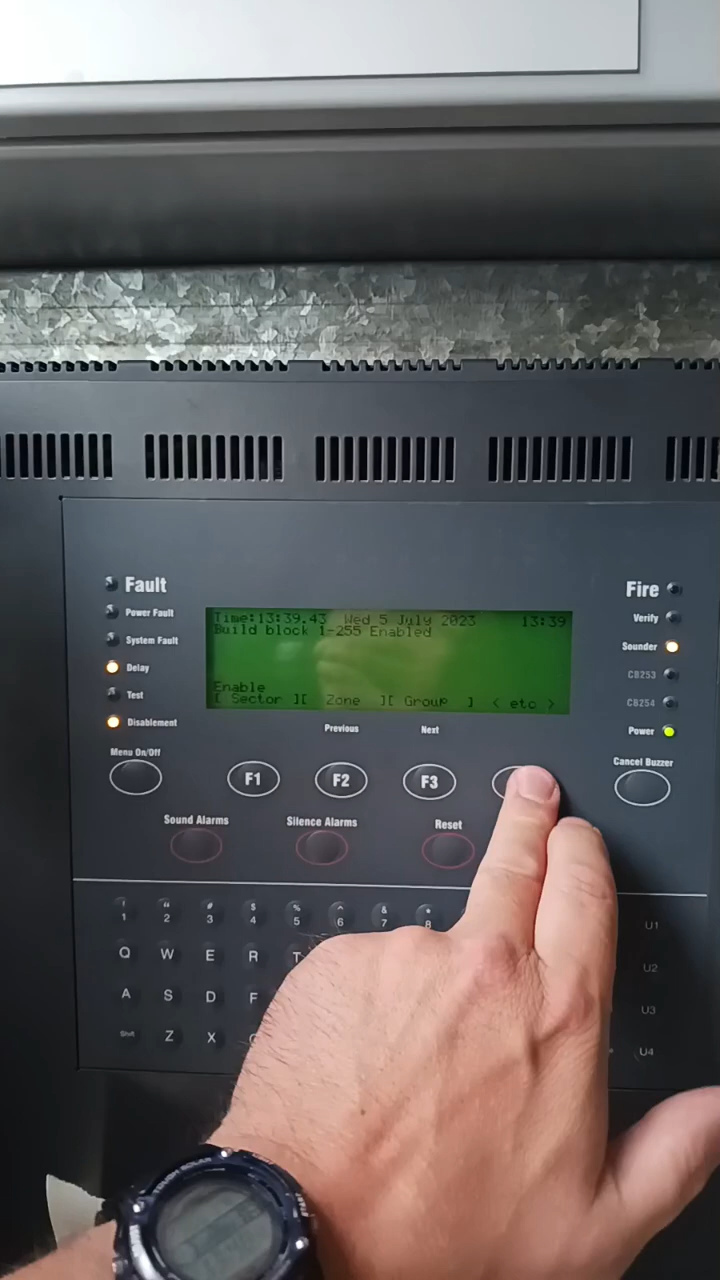 Fault
Power Fault
System Fault
Delay
Test
Disablement
Time:13:39.43 Wed 5 July 2023 13:39
Build block 1-255 Enabled
Enable
[ Sector ][ Zone ][ Group ] < etc >
Fire
Verify
Sounder
CB253
CB254
Power
Previous Next
Menu On/Off
F1 F2 F3
Cancel Buzzer
Sound Alarms Silence Alarms Reset
! " # $ % ^ & *
1 2 3 4 5 6 7 8
U1
Q W E R T
U2
A S D F
U3
Shift Z X
U4